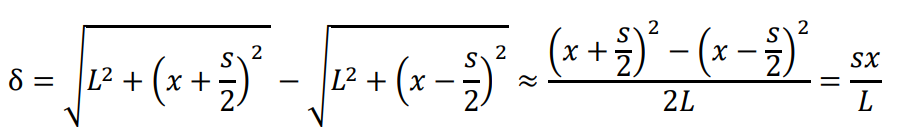 δ = √(L² + (x + s/2)²) − √(L² + (x − s/2)²) ≈ ((x + s/2)² − (x − s/2)²)/(2L) = sx/L